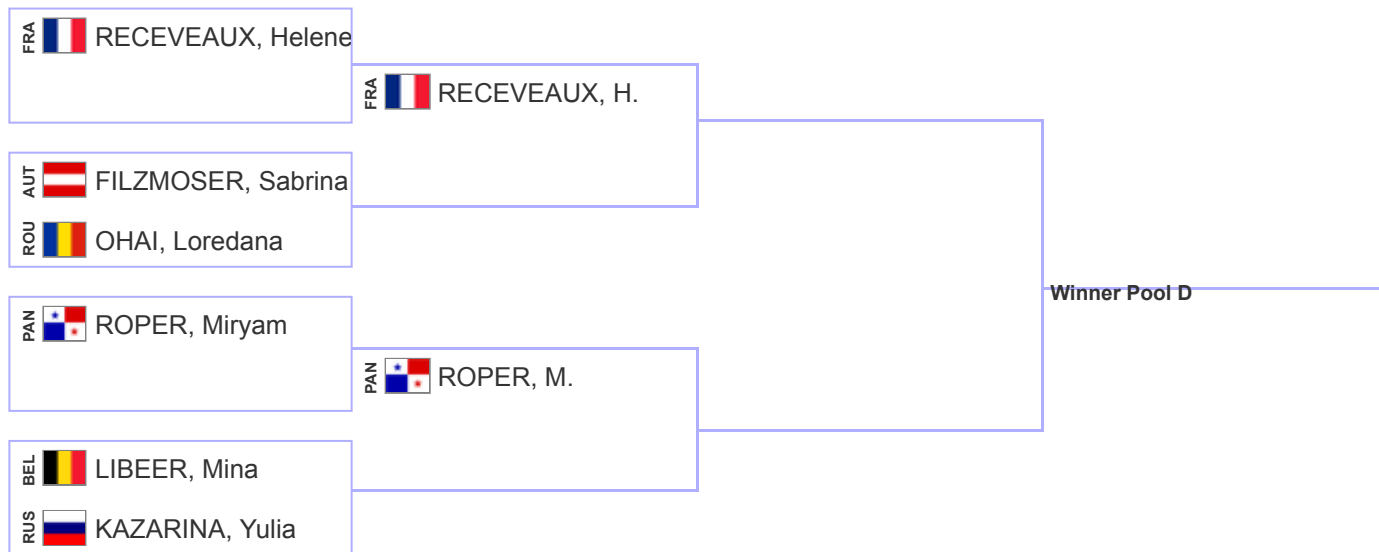 FRA RECEVEAUX, Helene
FRA RECEVEAUX, H.
AUT FILZMOSER, Sabrina
ROU OHAI, Loredana
Winner Pool D
PAN ROPER, Miryam
PAN ROPER, M.
BEL LIBEER, Mina
RUS KAZARINA, Yulia